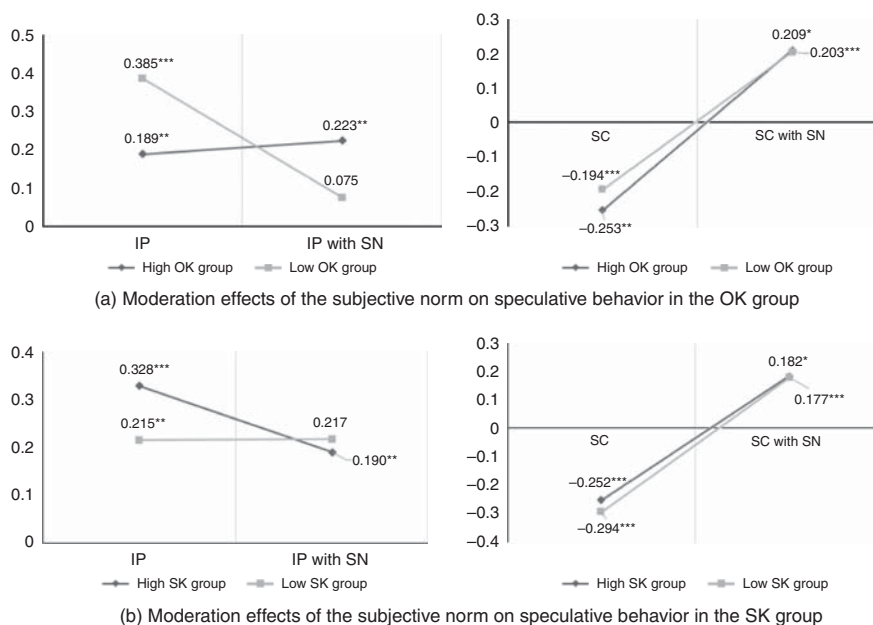 0.5
0.4
0.3
0.2
0.1
0
0.385***
0.189**
0.223**
0.075
IP
IP with SN
High OK group
Low OK group
0.3
0.2
0.1
0
−0.1
−0.2
−0.3
0.209*
0.203***
SC
SC with SN
−0.194***
−0.253**
High OK group
Low OK group
(a) Moderation effects of the subjective norm on speculative behavior in the OK group
0.4
0.3
0.2
0.1
0
0.328***
0.215**
0.217
0.190**
IP
IP with SN
High SK group
Low SK group
0.3
0.2
0.1
0
−0.1
−0.2
−0.3
−0.4
0.182*
0.177***
SC
SC with SN
−0.252***
−0.294***
High SK group
Low SK group
(b) Moderation effects of the subjective norm on speculative behavior in the SK group